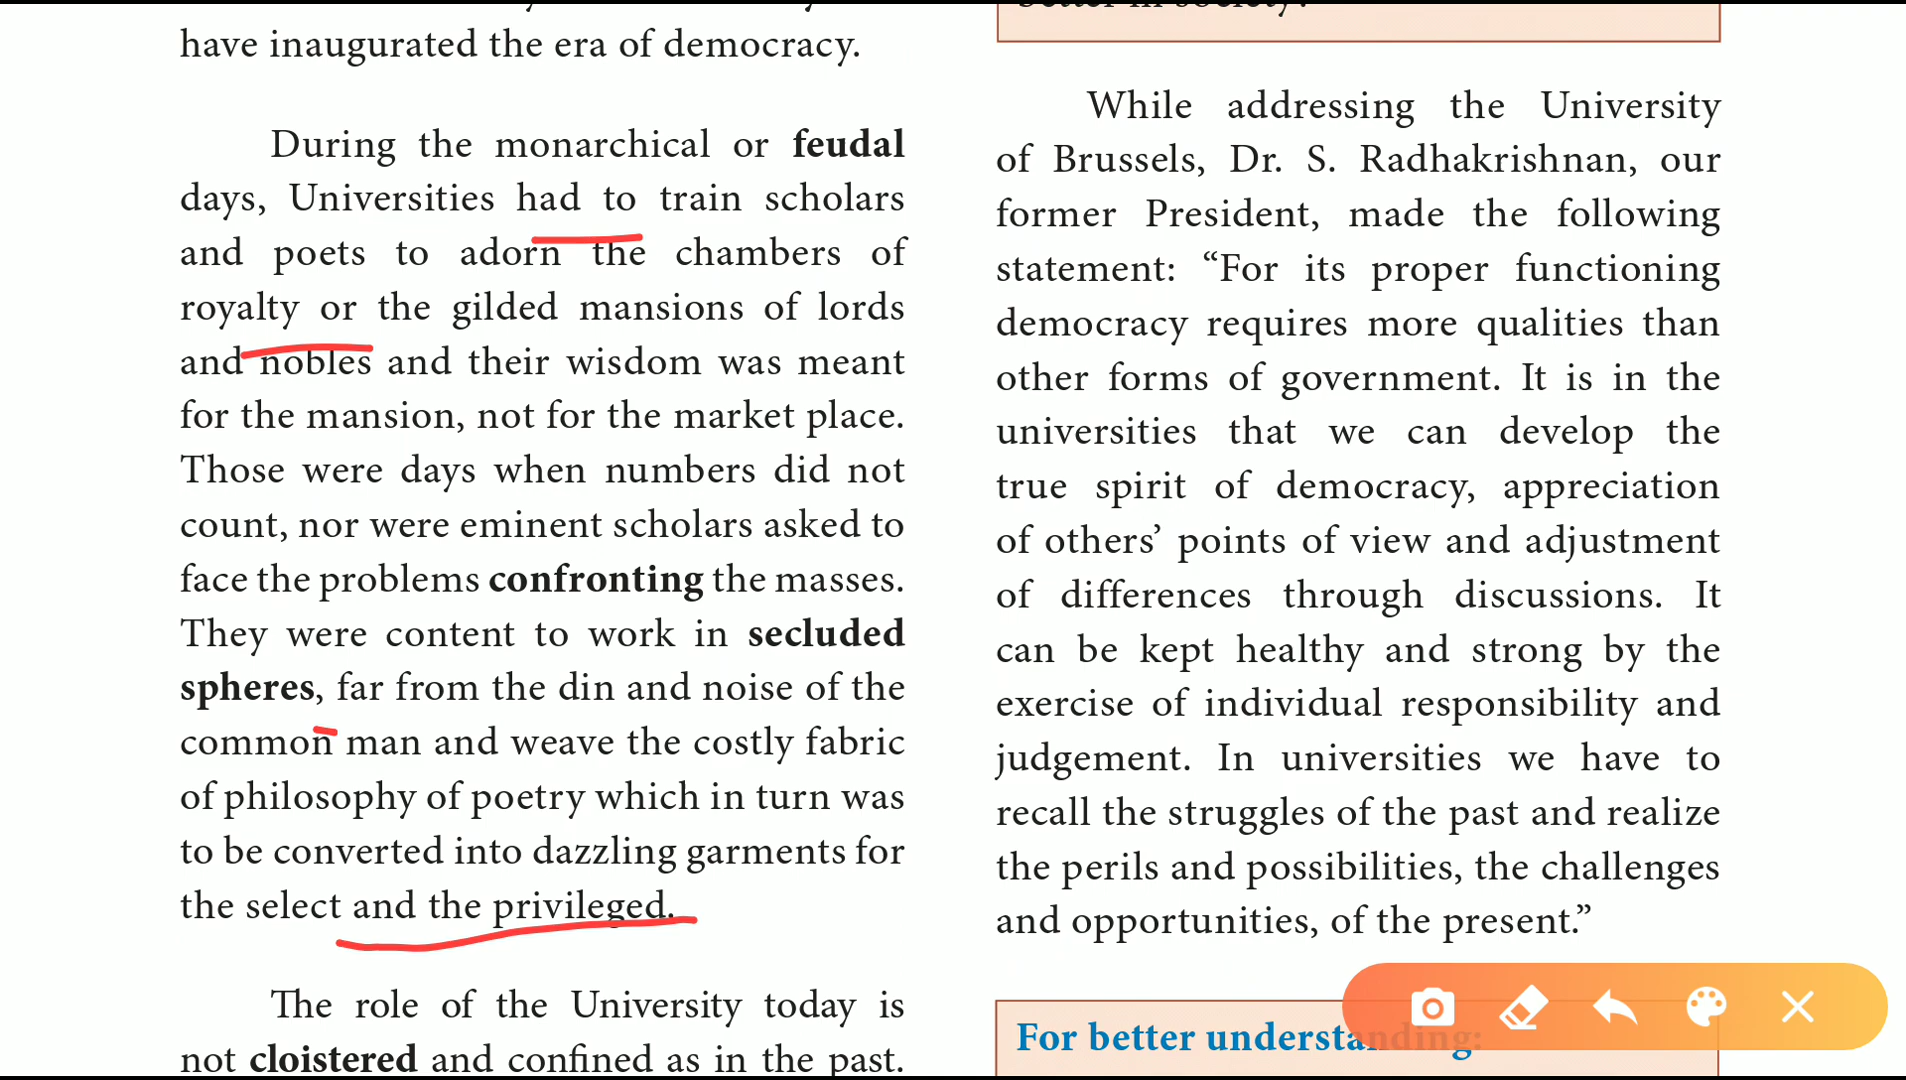 have inaugurated the era of democracy.
During the monarchical or feudal
days, Universities had to train scholars
and poets to adorn the chambers of
royalty or the gilded mansions of lords
and nobles and their wisdom was meant
for the mansion, not for the market place.
Those were days when numbers did not
count, nor were eminent scholars asked to
face the problems confronting the masses.
They were content to work in secluded
spheres, far from the din and noise of the
common man and weave the costly fabric
of philosophy of poetry which in turn was
to be converted into dazzling garments for
the select and the privileged.
The role of the University today is
not cloistered and confined as in the past.
better in society.
While addressing the University
of Brussels, Dr. S. Radhakrishnan, our
former President, made the following
statement: “For its proper functioning
democracy requires more qualities than
other forms of government. It is in the
universities that we can develop the
true spirit of democracy, appreciation
of others’ points of view and adjustment
of differences through discussions. It
can be kept healthy and strong by the
exercise of individual responsibility and
judgement. In universities we have to
recall the struggles of the past and realize
the perils and possibilities, the challenges
and opportunities, of the present.”
For better understanding: